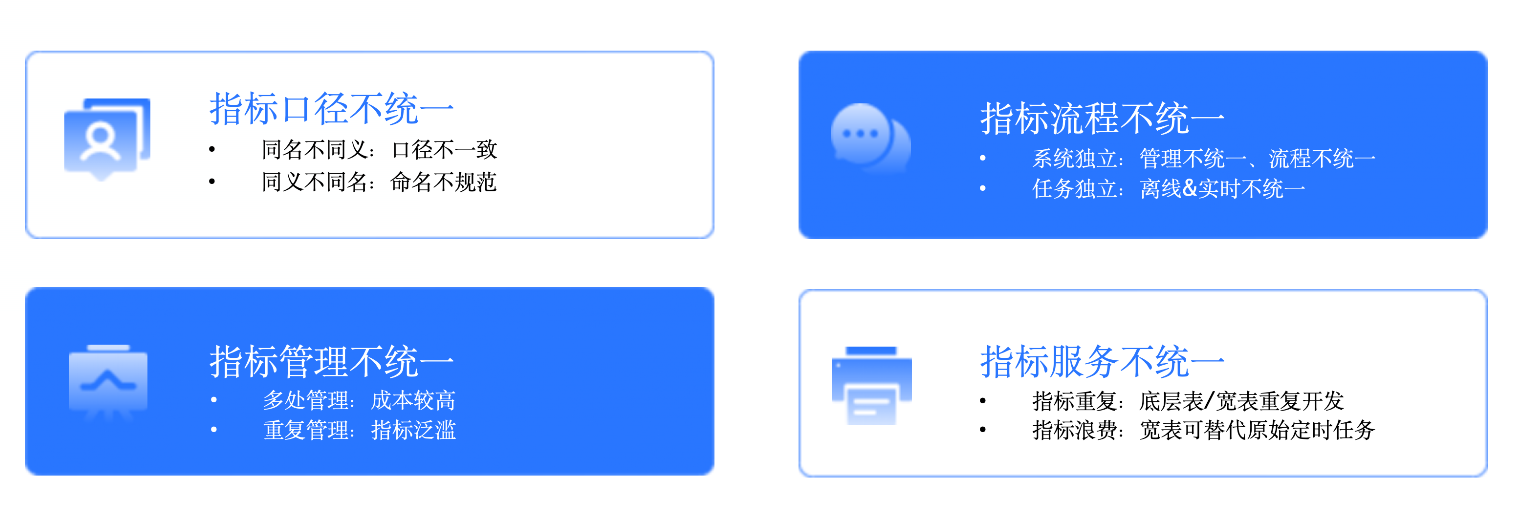 指标口径不统一
• 同名不同义：口径不一致
• 同义不同名：命名不规范
指标流程不统一
• 系统独立：管理不统一、流程不统一
• 任务独立：离线&实时不统一
指标管理不统一
• 多处管理：成本较高
• 重复管理：指标泛滥
指标服务不统一
• 指标重复：底层表/宽表重复开发
• 指标浪费：宽表可替代原始定时任务